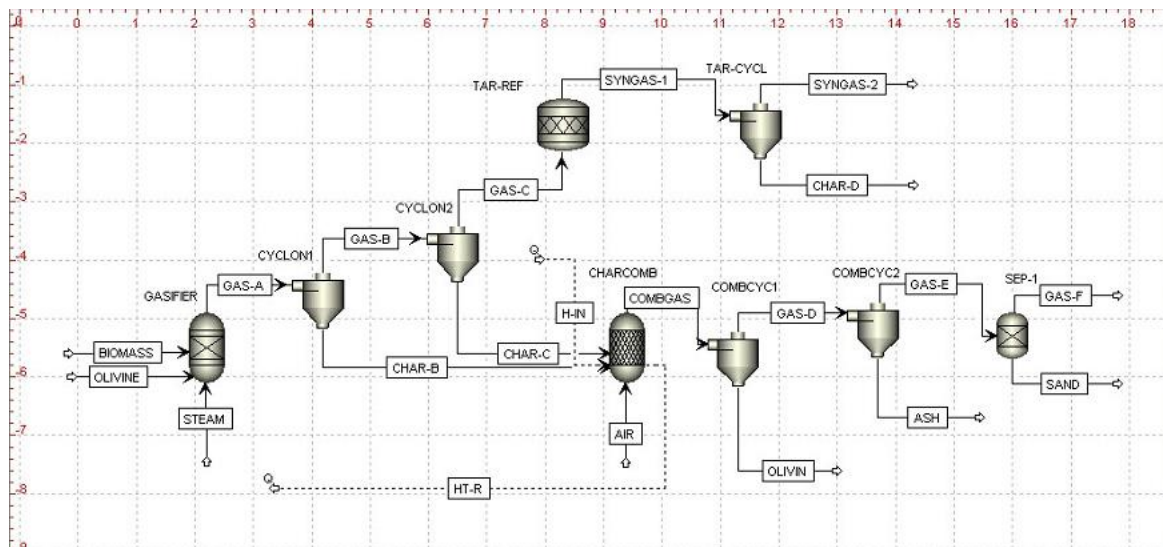 0 1 2 3 4 5 6 7 8 9 10 11 12 13 14 15 16 17 18
0
-1
-2
-3
-4
-5
-6
-7
-8
-9
TAR-REF
SYNGAS-1
TAR-CYCL
SYNGAS-2
CHAR-D
GAS-C
CYCLON2
GAS-B
CYCLON1
GAS-A
GASIFIER
BIOMASS
OLIVINE
STEAM
Q
H-IN
CHARCOMB
COMBGAS
CHAR-C
CHAR-B
AIR
Q
HT-R
COMBCYC1
GAS-D
COMBCYC2
GAS-E
SEP-1
GAS-F
SAND
ASH
OLIVIN